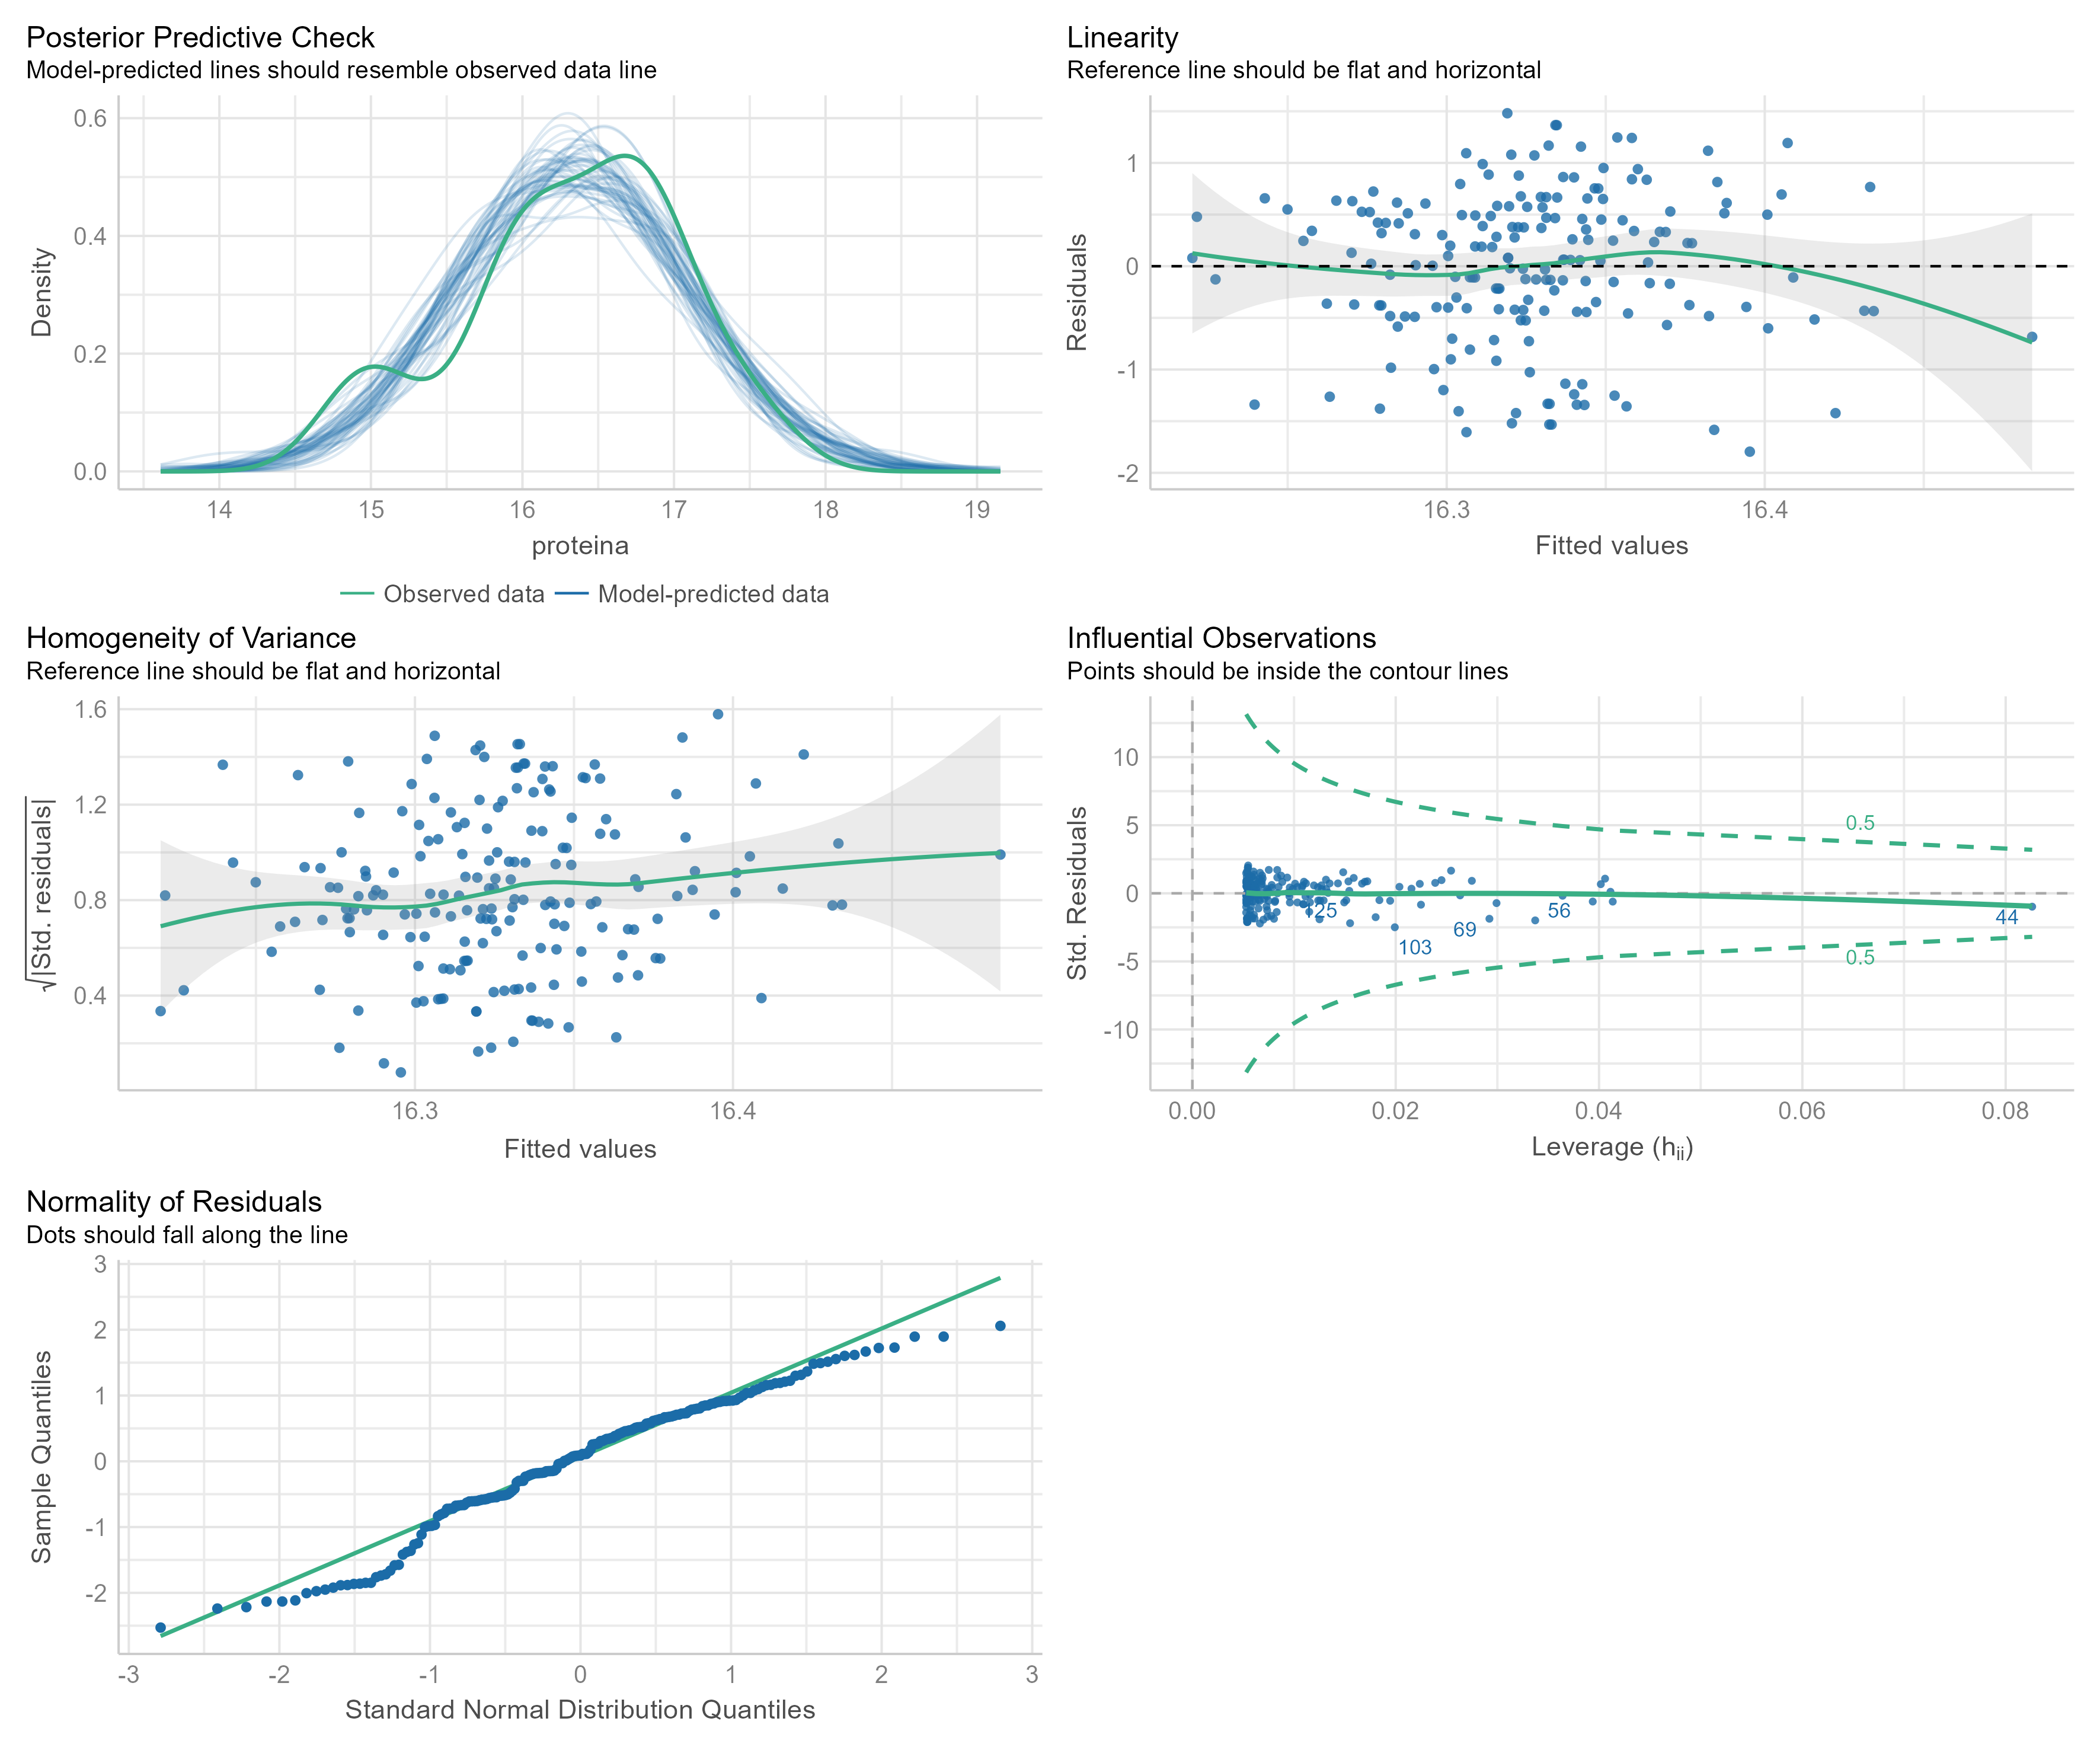 Posterior Predictive Check
Model-predicted lines should resemble observed data line
0.6
0.4
0.2
0.0
Density
14 15 16 17 18 19
proteina
Observed data Model-predicted data
Linearity
Reference line should be flat and horizontal
1
0
-1
-2
Residuals
16.3 16.4
Fitted values
Homogeneity of Variance
Reference line should be flat and horizontal
1.6
1.2
0.8
0.4
√|Std. residuals|
16.3 16.4
Fitted values
Influential Observations
Points should be inside the contour lines
10
5
0
-5
-10
Std. Residuals
0.5
125
56
44
69
103
0.5
0.00 0.02 0.04 0.06 0.08
Leverage (hii)
Normality of Residuals
Dots should fall along the line
3
2
1
0
-1
-2
Sample Quantiles
-3 -2 -1 0 1 2 3
Standard Normal Distribution Quantiles